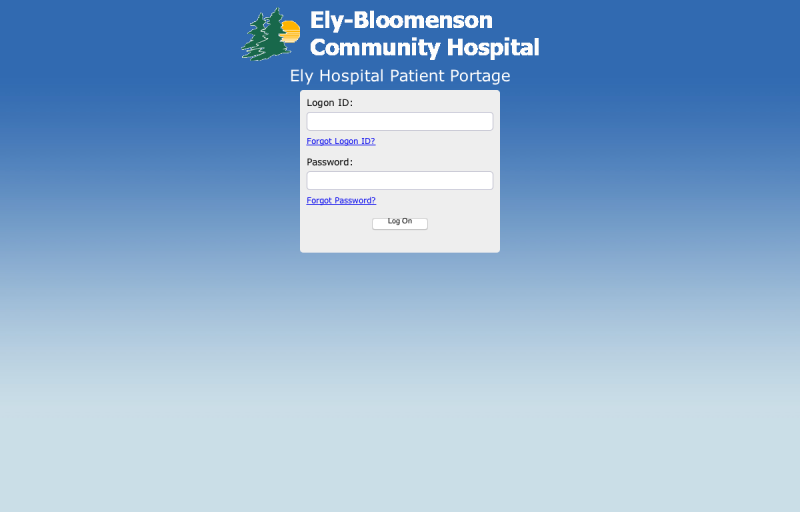 Ely-Bloomenson
Community Hospital
Ely Hospital Patient Portage
Logon ID:
Forgot Logon ID?
Password:
Forgot Password?
Log On